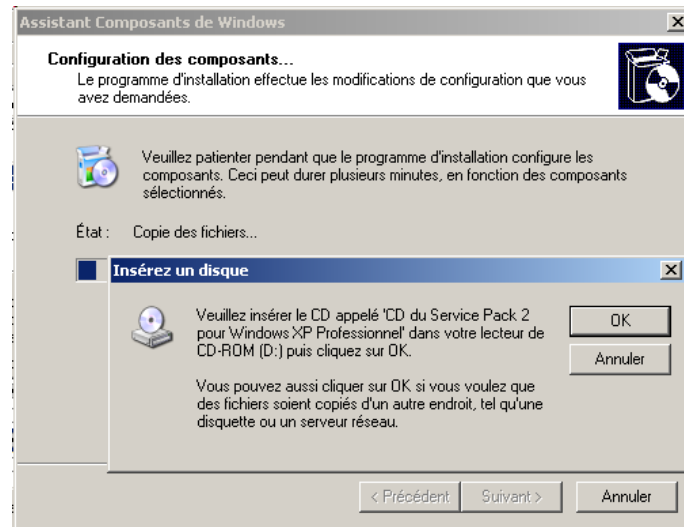 Assistant Composants de Windows
Configuration des composants...
Le programme d'installation effectue les modifications de configuration que vous
avez demandées.
Veuillez patienter pendant que le programme d'installation configure les
composants. Ceci peut durer plusieurs minutes, en fonction des composants
sélectionnés.
État : Copie des fichiers...
Insérez un disque
Veuillez insérer le CD appelé 'CD du Service Pack 2
pour Windows XP Professionnel' dans votre lecteur de
CD-ROM (D:) puis cliquez sur OK.
OK
Annuler
Vous pouvez aussi cliquer sur OK si vous voulez que
des fichiers soient copiés d'un autre endroit, tel qu'une
disquette ou un serveur réseau.
< Précédent
Suivant >
Annuler